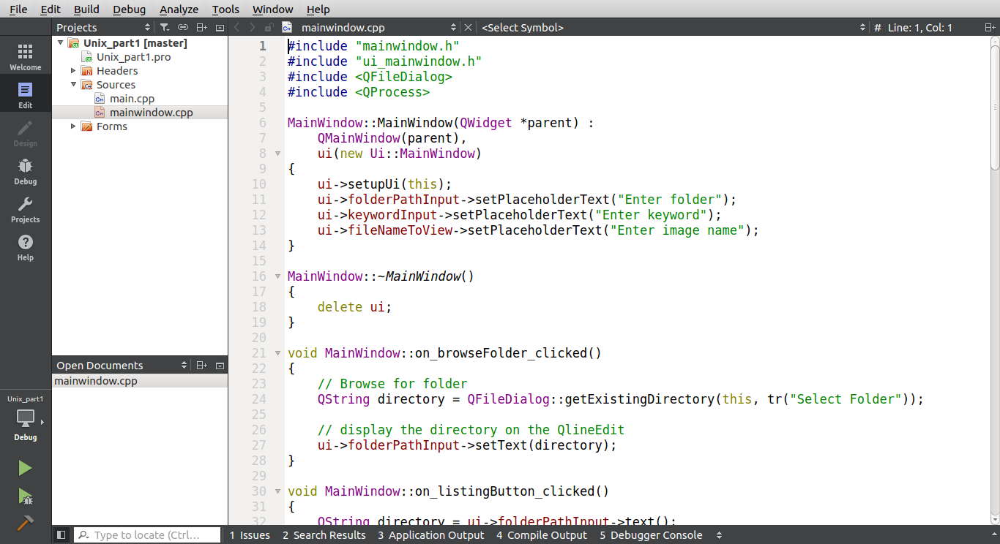 File Edit Build Debug Analyze Tools Window Help
Projects
mainwindow.cpp
<Select Symbol>
# Line: 1, Col: 1
Welcome
Edit
Design
Debug
Projects
Help
Unix_part1 [master]
Unix_part1.pro
Headers
Sources
main.cpp
mainwindow.cpp
Forms
Open Documents
mainwindow.cpp
Unix_part1
Debug
1 #include "mainwindow.h"
2 #include "ui_mainwindow.h"
3 #include <QFileDialog>
4 #include <QProcess>
5
6 MainWindow::MainWindow(QWidget *parent) :
7     QMainWindow(parent),
8     ui(new Ui::MainWindow)
9 {
10     ui->setupUi(this);
11     ui->folderPathInput->setPlaceholderText("Enter folder");
12     ui->keywordInput->setPlaceholderText("Enter keyword");
13     ui->fileNameToView->setPlaceholderText("Enter image name");
14 }
15
16 MainWindow::~MainWindow()
17 {
18     delete ui;
19 }
20
21 void MainWindow::on_browseFolder_clicked()
22 {
23     // Browse for folder
24     QString directory = QFileDialog::getExistingDirectory(this, tr("Select Folder"));
25
26     // display the directory on the QlineEdit
27     ui->folderPathInput->setText(directory);
28 }
29
30 void MainWindow::on_listingButton_clicked()
31 {
32     QString directory = ui->folderPathInput->text();
Type to locate (Ctrl...
1 Issues 2 Search Results 3 Application Output 4 Compile Output 5 Debugger Console